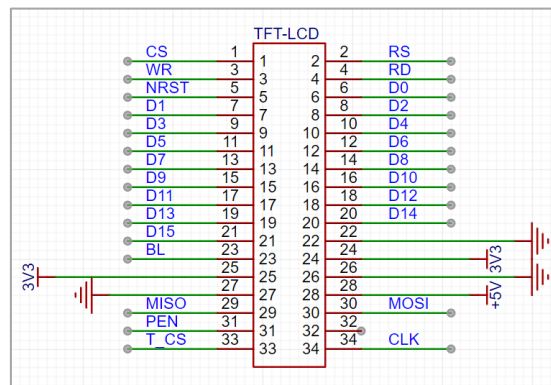 TFT-LCD
CS 1 1 2 2 RS
WR 3 3 4 4 RD
NRST 5 5 6 6 D0
D1 7 7 8 8 D2
D3 9 9 10 10 D4
D5 11 11 12 12 D6
D7 13 13 14 14 D8
D9 15 15 16 16 D10
D11 17 17 18 18 D12
D13 19 19 20 20 D14
D15 21 21 22 22
BL 23 23 24 24 3V3
3V3 25 25 26 26
27 27 28 28 +5V
MISO 29 29 30 30 MOSI
PEN 31 31 32 32
T_CS 33 33 34 34 CLK